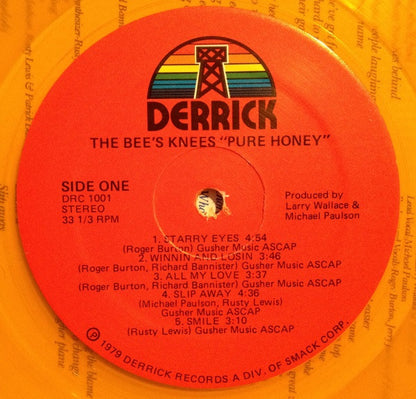 DERRICK
THE BEE'S KNEES "PURE HONEY"
SIDE ONE
DRC 1001
STEREO
33 1/3 RPM
Produced by
Larry Wallace &
Michael Paulson
1. STARRY EYES 4:54
(Roger Burton) Gusher Music ASCAP
2. WINNIN AND LOSIN 3:46
(Roger Burton, Richard Bannister) Gusher Music ASCAP
3. ALL MY LOVE 3:37
(Roger Burton, Richard Bannister) Gusher Music ASCAP
4. SLIP AWAY 4:36
(Michael Paulson, Rusty Lewis)
Gusher Music ASCAP
5. SMILE 3:10
(Rusty Lewis) Gusher Music ASCAP
Ⓟ 1979 DERRICK RECORDS A DIV. OF SMACK CORP.